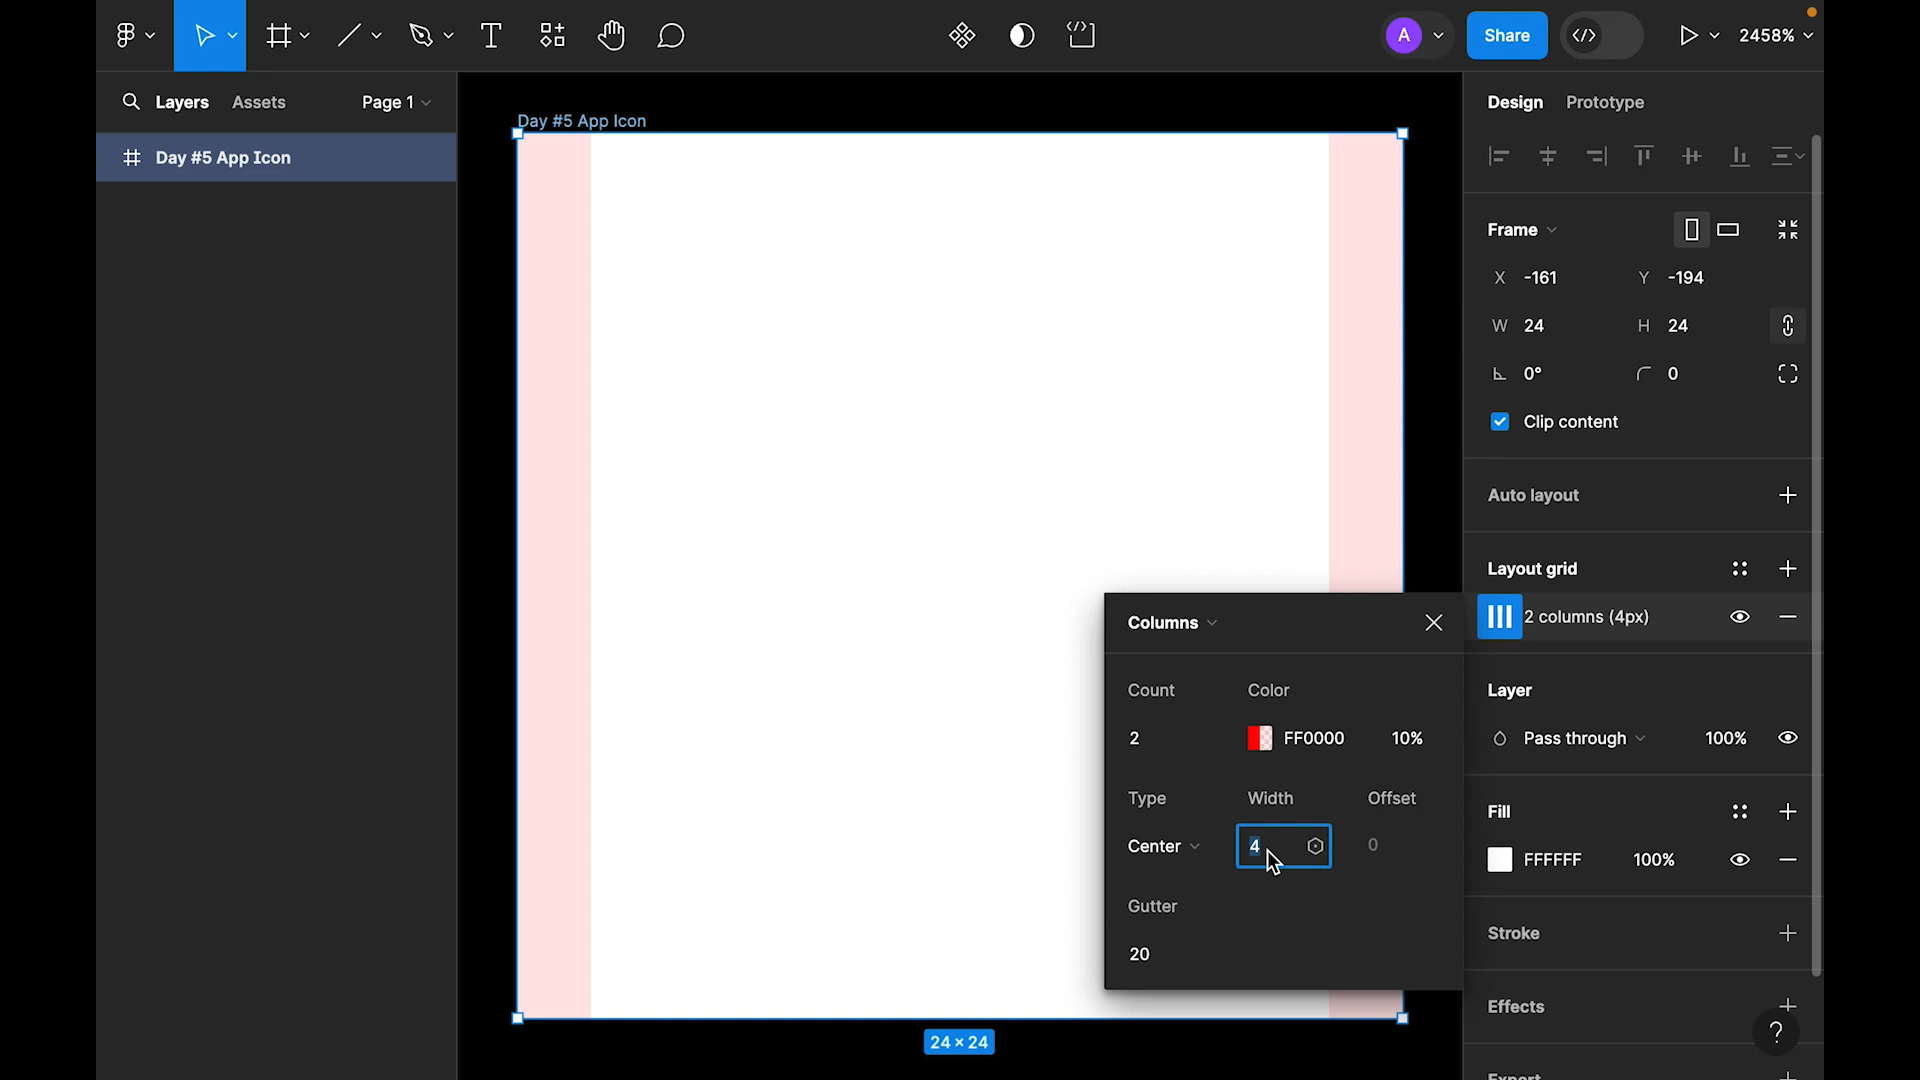 A
Share
2458%
Layers
Assets
Page 1
Day #5 App Icon
Day #5 App Icon
24 × 24
Columns
Count
Color
2
FF0000
10%
Type
Width
Offset
Center
4
0
Gutter
20
Design
Prototype
Frame
X -161
Y -194
W 24
H 24
0°
0
Clip content
Auto layout
Layout grid
2 columns (4px)
Layer
Pass through
100%
Fill
FFFFFF
100%
Stroke
Effects
?
Export